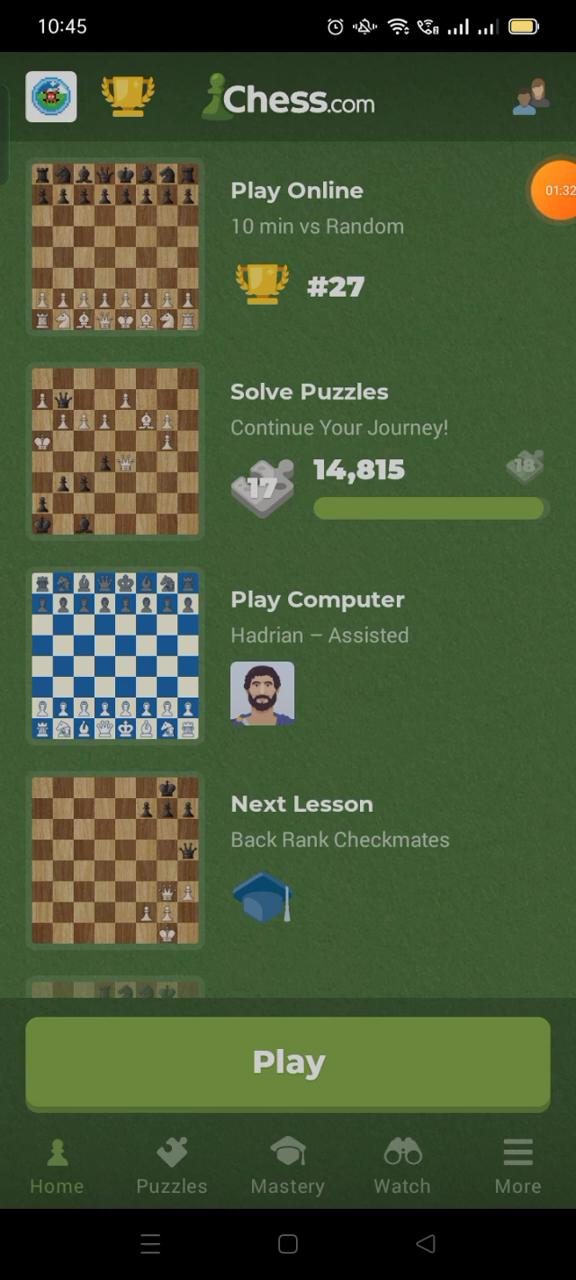 10:45
Chess.com
Play Online
10 min vs Random
01:32
#27
Solve Puzzles
Continue Your Journey!
17
14,815
18
Play Computer
Hadrian – Assisted
Next Lesson
Back Rank Checkmates
Play
Home
Puzzles
Mastery
Watch
More